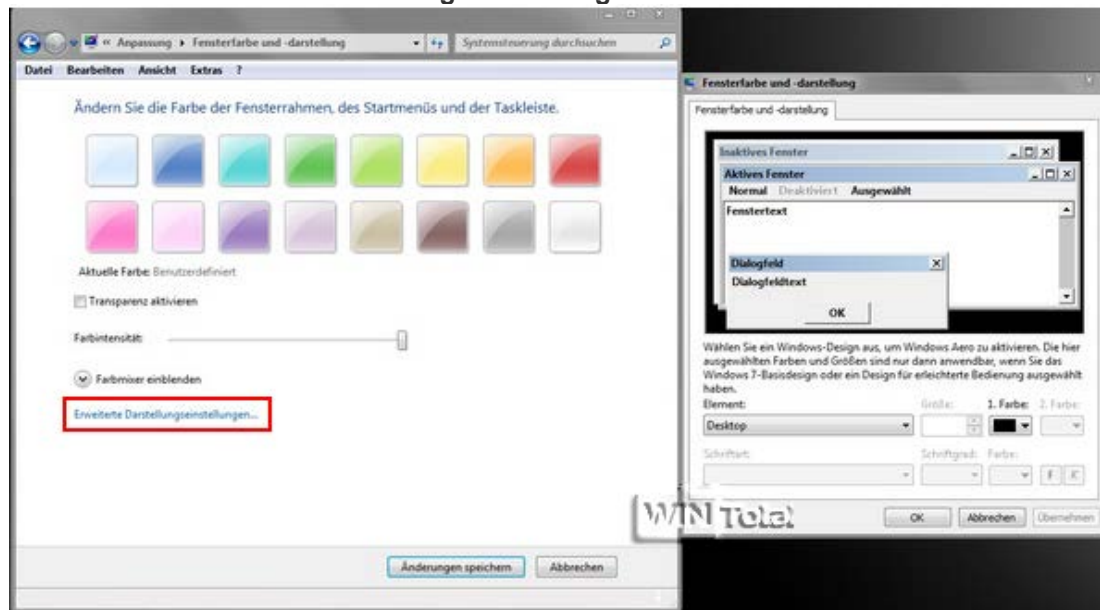 « Anpassung ▸ Fensterfarbe und -darstellung
Systemsteuerung durchsuchen
Datei Bearbeiten Ansicht Extras ?
Ändern Sie die Farbe der Fensterrahmen, des Startmenüs und der Taskleiste.
Aktuelle Farbe: Benutzerdefiniert
Transparenz aktivieren
Farbintensität:
Farbmixer einblenden
Erweiterte Darstellungseinstellungen...
Änderungen speichern Abbrechen
Fensterfarbe und -darstellung
Fensterfarbe und -darstellung
Inaktives Fenster
Aktives Fenster
Normal Deaktiviert Ausgewählt
Fenstertext
Dialogfeld
Dialogfeldtext
OK
Wählen Sie ein Windows-Design aus, um Windows Aero zu aktivieren. Die hier
ausgewählten Farben und Größen sind nur dann anwendbar, wenn Sie das
Windows 7-Basisdesign oder ein Design für erleichterte Bedienung ausgewählt
haben.
Element: Größe: 1. Farbe: 2. Farbe:
Desktop
Schriftart: Schriftgrad: Farbe:
F K
OK Abbrechen Übernehmen
WIN Total